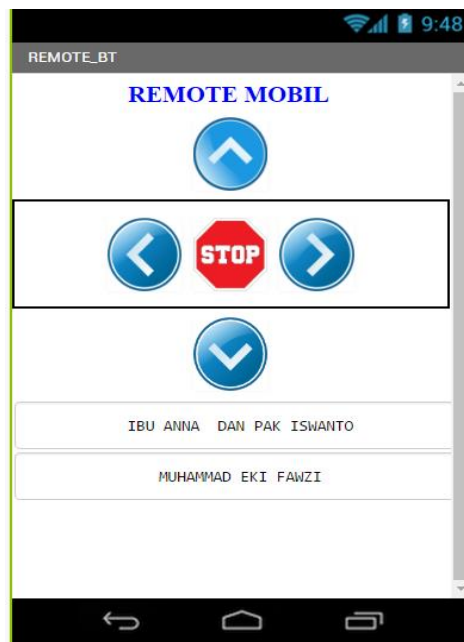 9:48
REMOTE_BT
REMOTE MOBIL
STOP
IBU ANNA  DAN PAK ISWANTO
MUHAMMAD EKI FAWZI